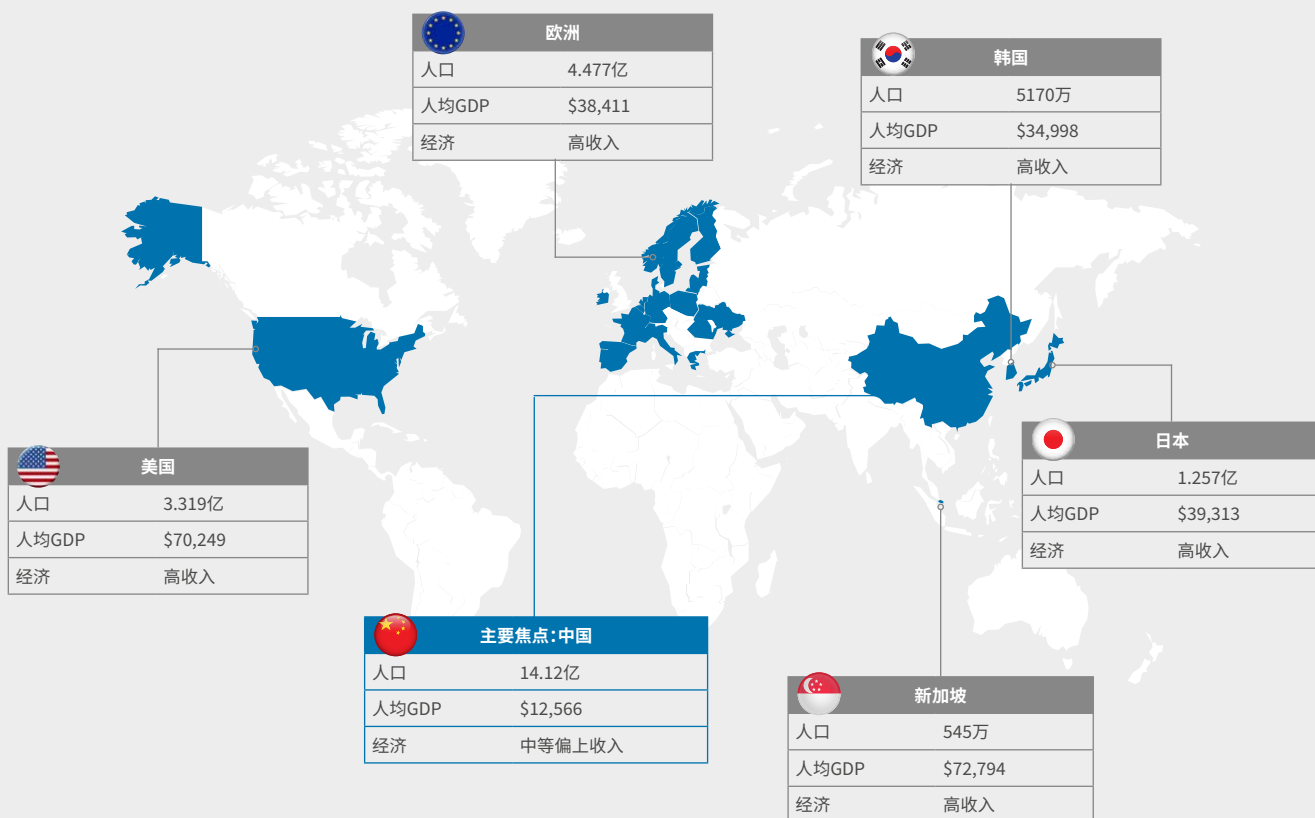 欧洲
人口 4.477亿
人均GDP $38,411
经济 高收入
韩国
人口 5170万
人均GDP $34,998
经济 高收入
美国
人口 3.319亿
人均GDP $70,249
经济 高收入
日本
人口 1.257亿
人均GDP $39,313
经济 高收入
主要焦点:中国
人口 14.12亿
人均GDP $12,566
经济 中等偏上收入
新加坡
人口 545万
人均GDP $72,794
经济 高收入